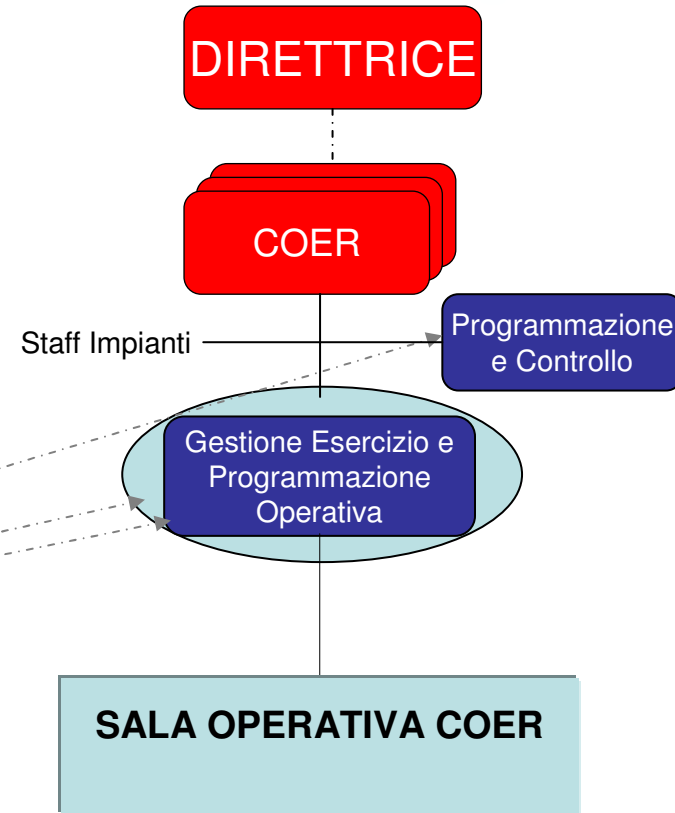 DIRETTRICE
COER
Staff Impianti
Programmazione
e Controllo
Gestione Esercizio e
Programmazione
Operativa
SALA OPERATIVA COER